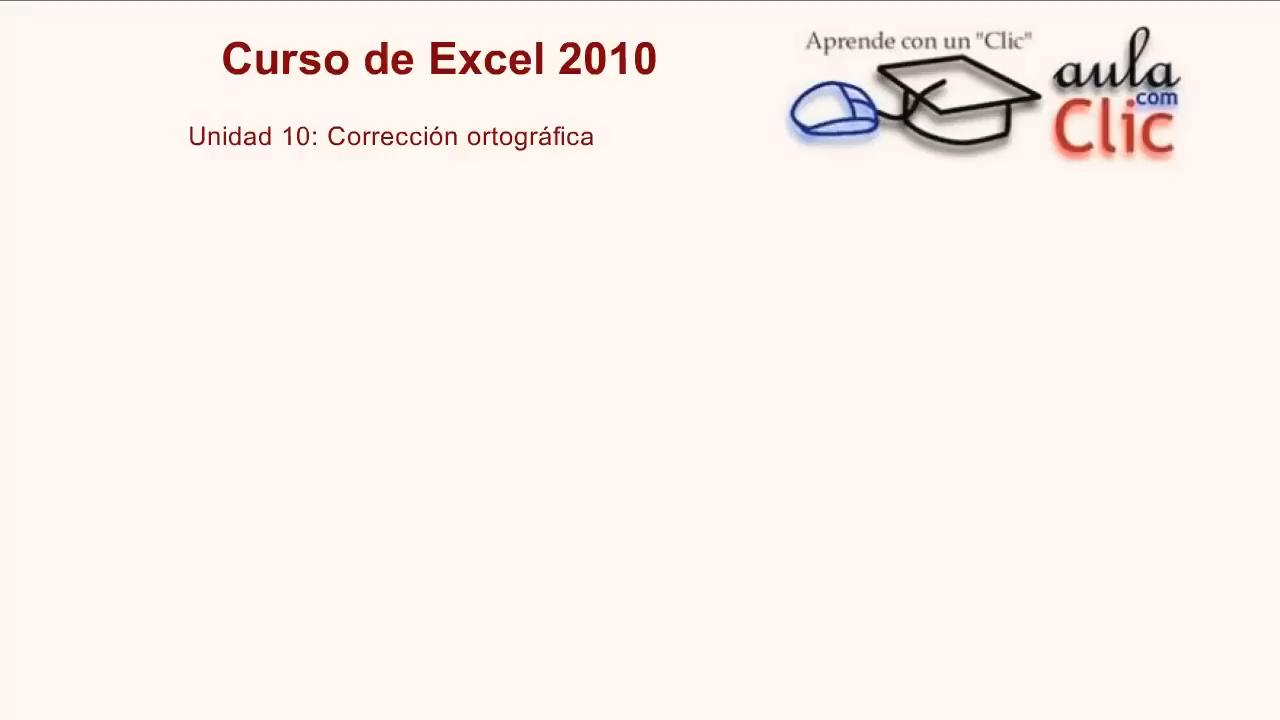 Curso de Excel 2010
Unidad 10: Corrección ortográfica
Aprende con un "Clic"
aula
.com
Clic